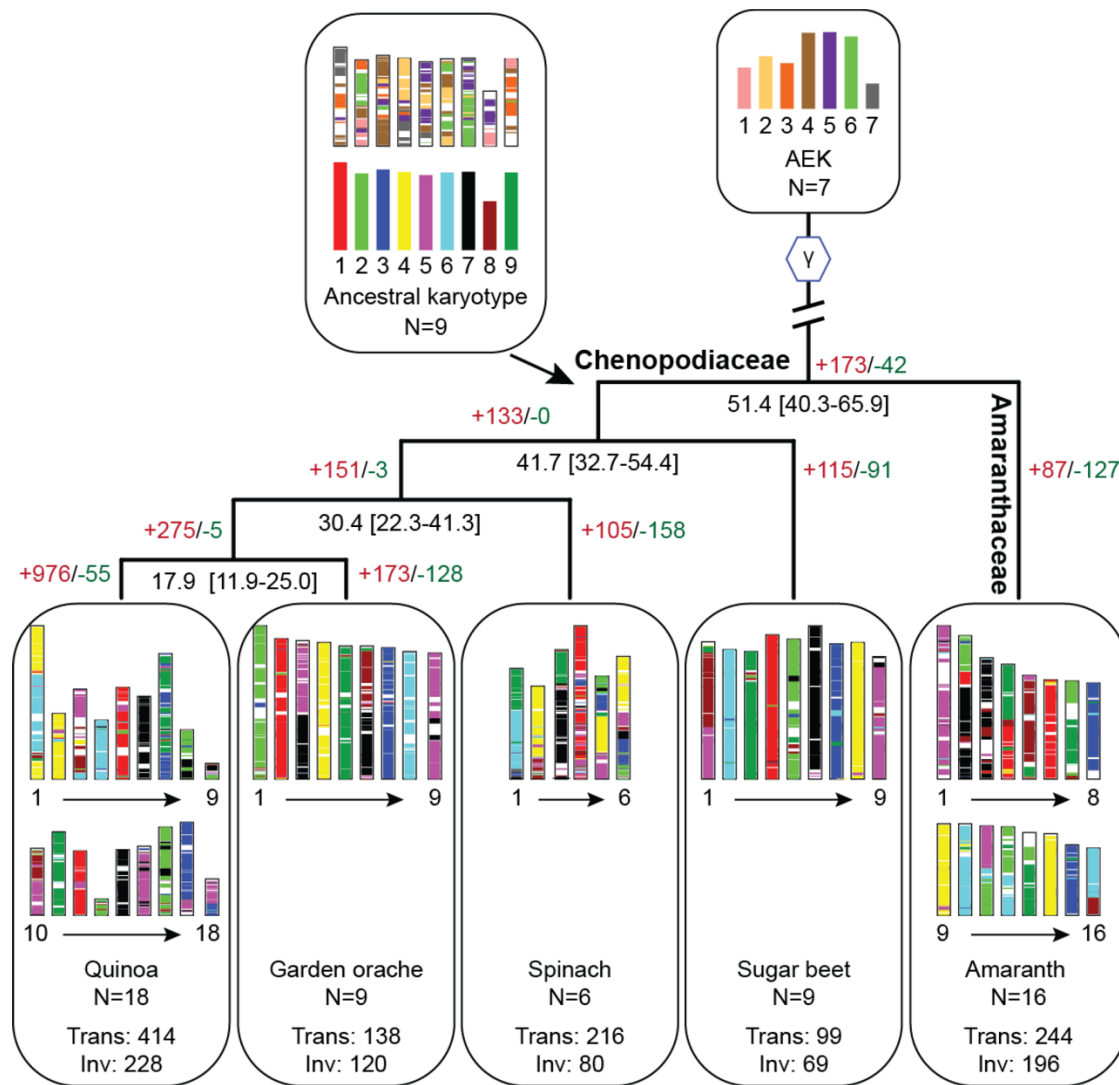 1 2 3 4 5 6 7
AEK
N=7
γ
1 2 3 4 5 6 7 8 9
Ancestral karyotype
N=9
Chenopodiaceae
+173/-42
51.4 [40.3-65.9]
Amaranthaceae
+133/-0
41.7 [32.7-54.4]
+151/-3
+115/-91
+87/-127
30.4 [22.3-41.3]
+275/-5
+105/-158
+976/-55
17.9 [11.9-25.0]
+173/-128
1 9
10 18
Quinoa
N=18
Trans: 414
Inv: 228
1 9
Garden orache
N=9
Trans: 138
Inv: 120
1 6
Spinach
N=6
Trans: 216
Inv: 80
1 9
Sugar beet
N=9
Trans: 99
Inv: 69
1 8
9 16
Amaranth
N=16
Trans: 244
Inv: 196